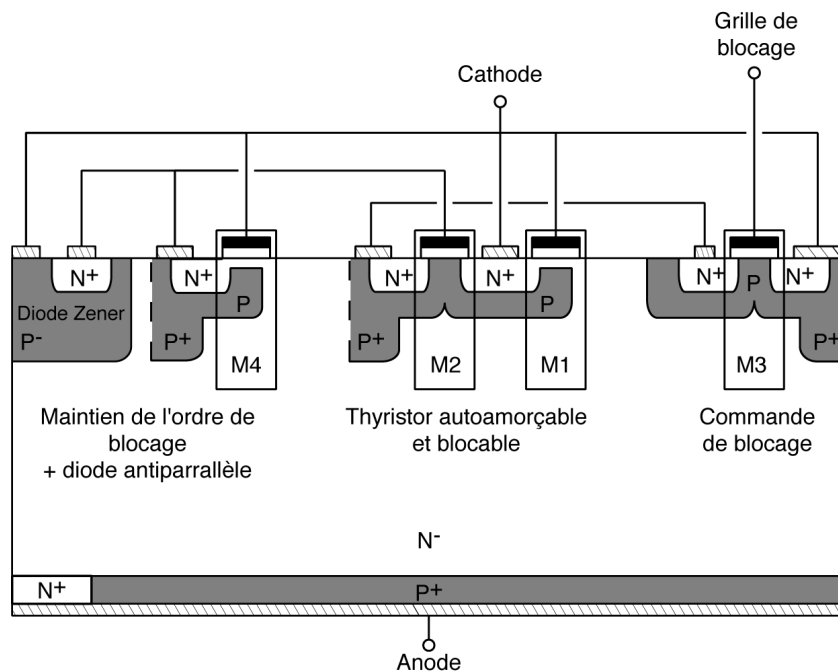 Grille de
blocage
Cathode
N+
N+
N+
N+
N+
N+
Diode Zener
P-
P+
P
P+
P
P
P+
M4
M2
M1
M3
Maintien de l'ordre de
blocage
+ diode antiparrallèle
Thyristor autoamorçable
et blocable
Commande
de blocage
N-
N+
P+
Anode